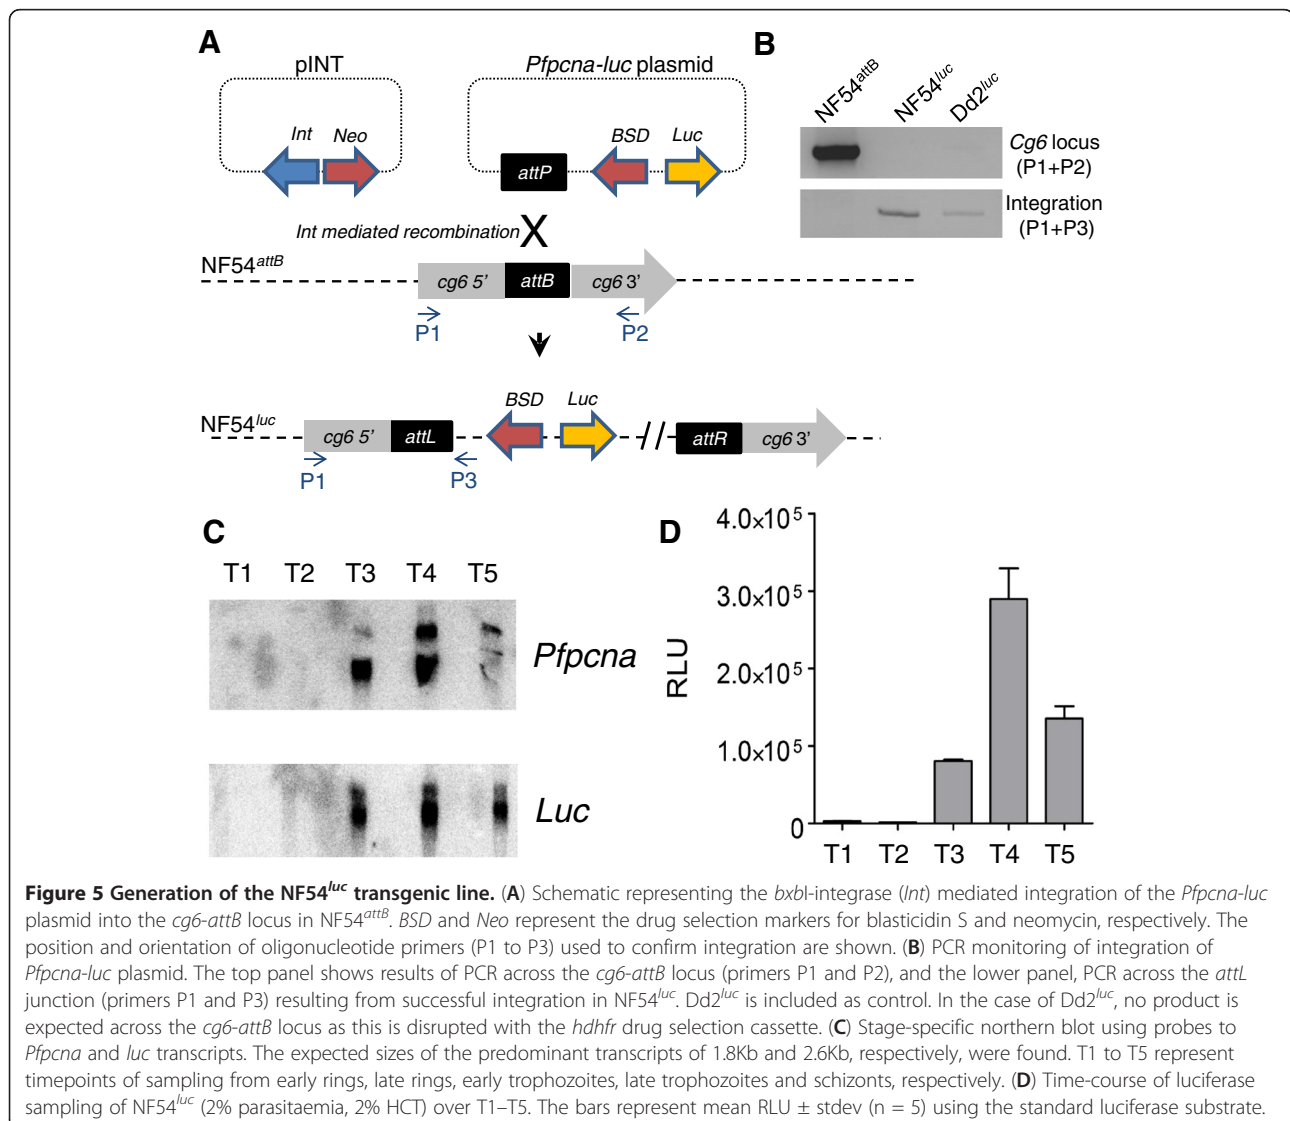 A
pINT
Pfpcna-luc plasmid
Int
Neo
BSD
Luc
attP
Int mediated recombination X
NF54attB
cg6 5’
attB
cg6 3’
P1
P2
NF54luc
BSD
Luc
cg6 5’
attL
//
attR
cg6 3’
P1
P3
B
NF54attB
NF54luc
Dd2luc
Cg6 locus
(P1+P2)
Integration
(P1+P3)
C
T1 T2 T3 T4 T5
Pfpcna
Luc
D
RLU
4.0x10⁵
3.0x10⁵
2.0x10⁵
1.0x10⁵
0
T1 T2 T3 T4 T5
Figure 5 Generation of the NF54luc transgenic line. (A) Schematic representing the bxbI-integrase (Int) mediated integration of the Pfpcna-luc
plasmid into the cg6-attB locus in NF54attB. BSD and Neo represent the drug selection markers for blasticidin S and neomycin, respectively. The
position and orientation of oligonucleotide primers (P1 to P3) used to confirm integration are shown. (B) PCR monitoring of integration of
Pfpcna-luc plasmid. The top panel shows results of PCR across the cg6-attB locus (primers P1 and P2), and the lower panel, PCR across the attL
junction (primers P1 and P3) resulting from successful integration in NF54luc. Dd2luc is included as control. In the case of Dd2luc, no product is
expected across the cg6-attB locus as this is disrupted with the hdhfr drug selection cassette. (C) Stage-specific northern blot using probes to
Pfpcna and luc transcripts. The expected sizes of the predominant transcripts of 1.8Kb and 2.6Kb, respectively, were found. T1 to T5 represent
timepoints of sampling from early rings, late rings, early trophozoites, late trophozoites and schizonts, respectively. (D) Time-course of luciferase
sampling of NF54luc (2% parasitaemia, 2% HCT) over T1–T5. The bars represent mean RLU ± stdev (n = 5) using the standard luciferase substrate.